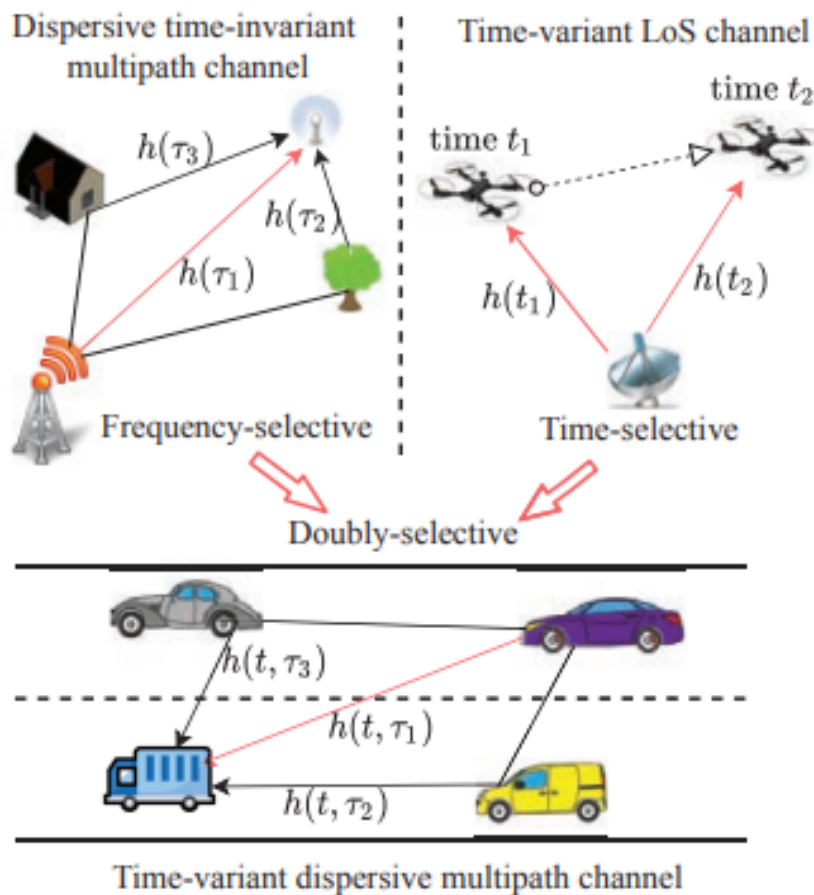 Dispersive time-invariant
multipath channel
h(τ₃)
h(τ₂)
h(τ₁)
Frequency-selective
Time-variant LoS channel
time t₂
time t₁
h(t₁)
h(t₂)
Time-selective
Doubly-selective
h(t, τ₃)
h(t, τ₁)
h(t, τ₂)
Time-variant dispersive multipath channel